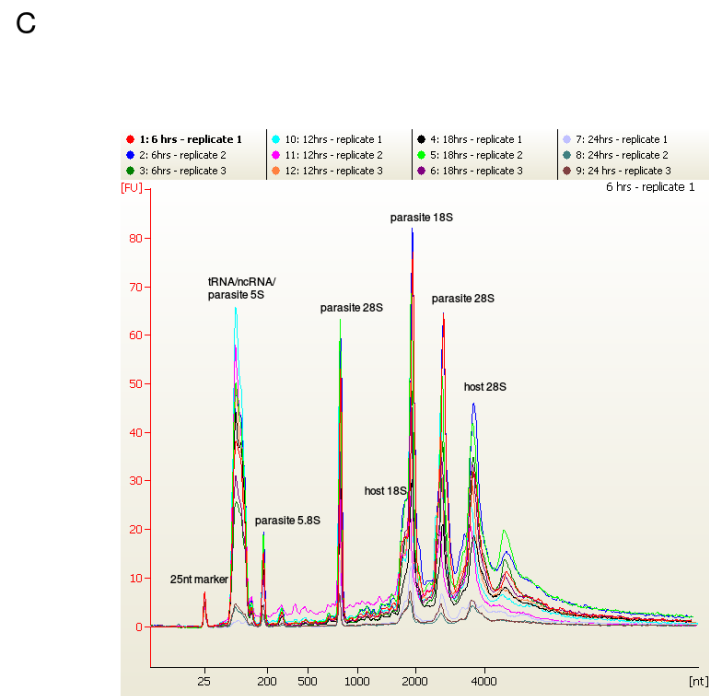 C
1: 6 hrs - replicate 1
10: 12hrs - replicate 1
4: 18hrs - replicate 1
7: 24hrs - replicate 1
2: 6hrs - replicate 2
11: 12hrs - replicate 2
5: 18hrs - replicate 2
8: 24hrs - replicate 2
3: 6hrs - replicate 3
12: 12hrs - replicate 3
6: 18hrs - replicate 3
9: 24 hrs - replicate 3
[FU]
6 hrs - replicate 1
parasite 18S
80
tRNA/ncRNA/
parasite 5S
70
parasite 28S
parasite 28S
60
50
host 28S
40
30
host 18S
20
parasite 5.8S
10
25nt marker
0
25 200 500 1000 2000 4000 [nt]